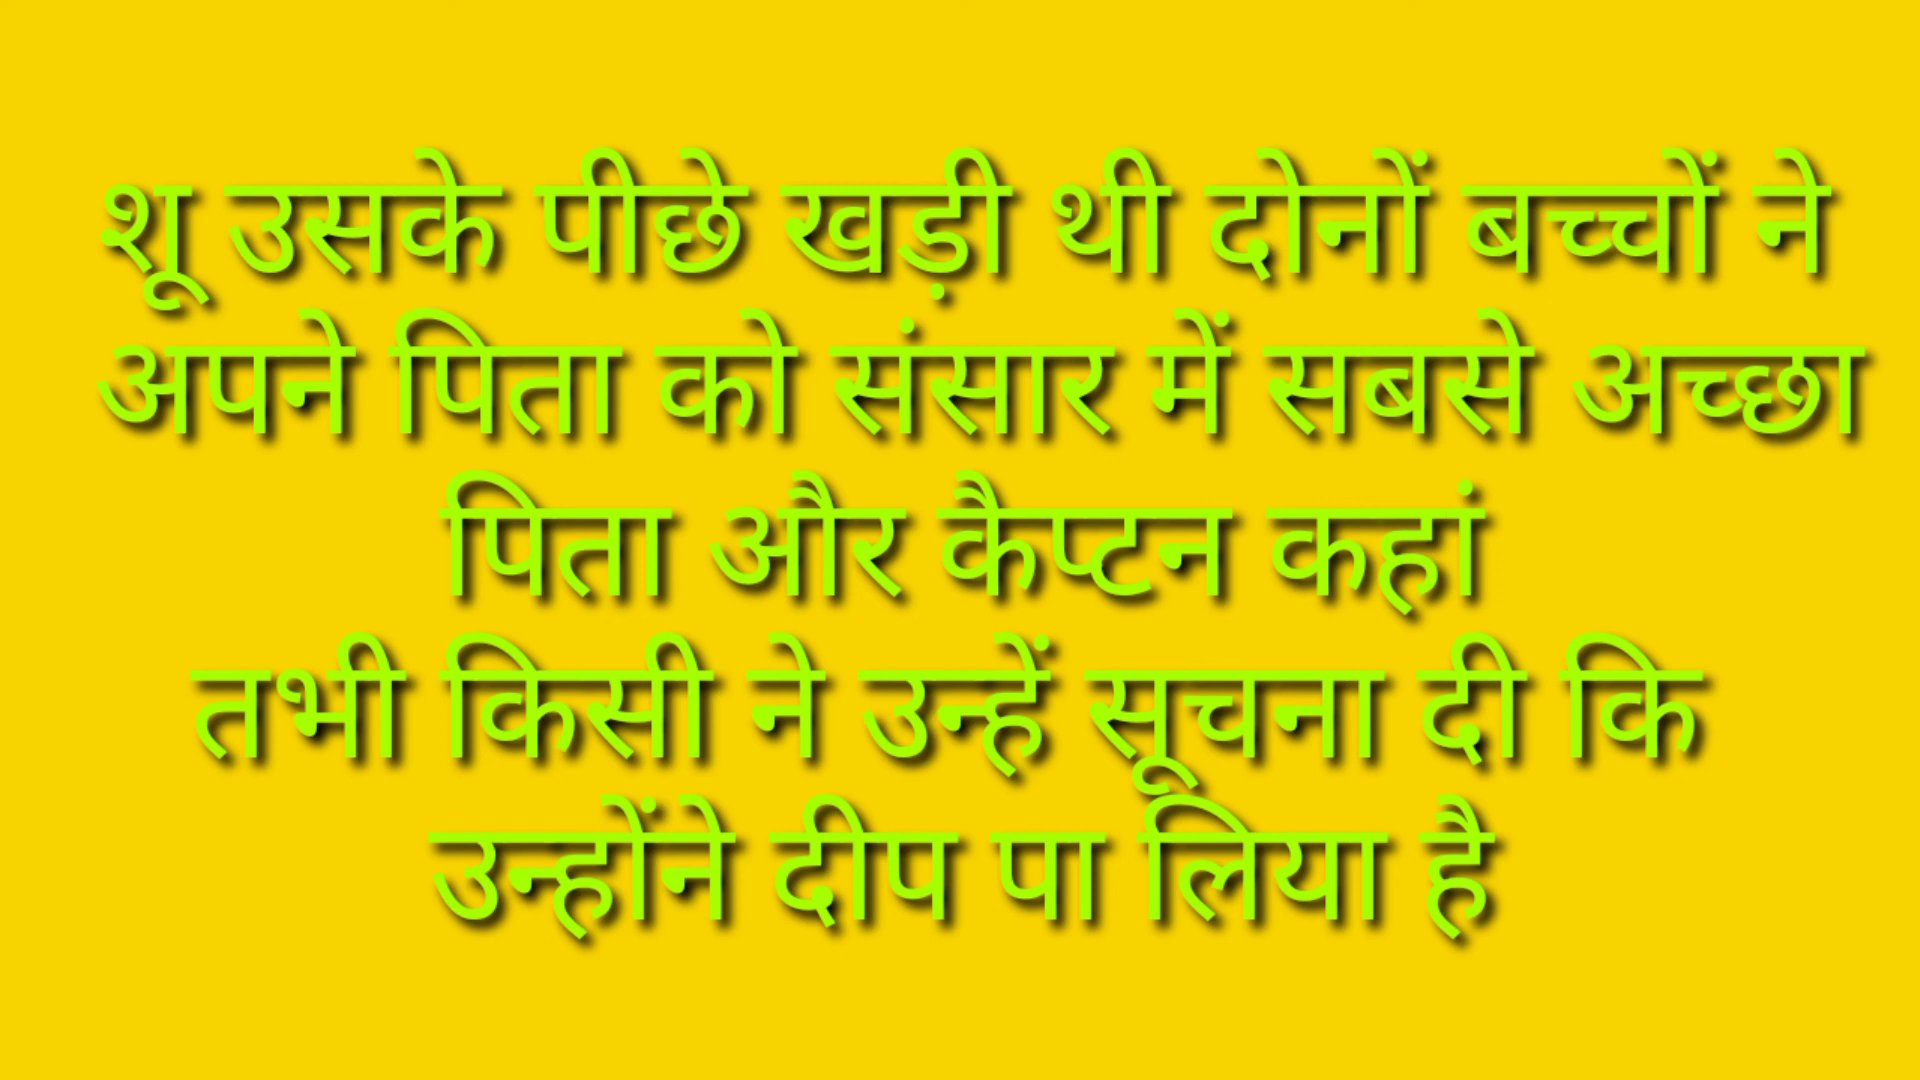 शू उसके पीछे खड़ी थी दोनों बच्चों ने
अपने पिता को संसार में सबसे अच्छा
पिता और कैप्टन कहां
तभी किसी ने उन्हें सूचना दी कि
उन्होंने दीप पा लिया है